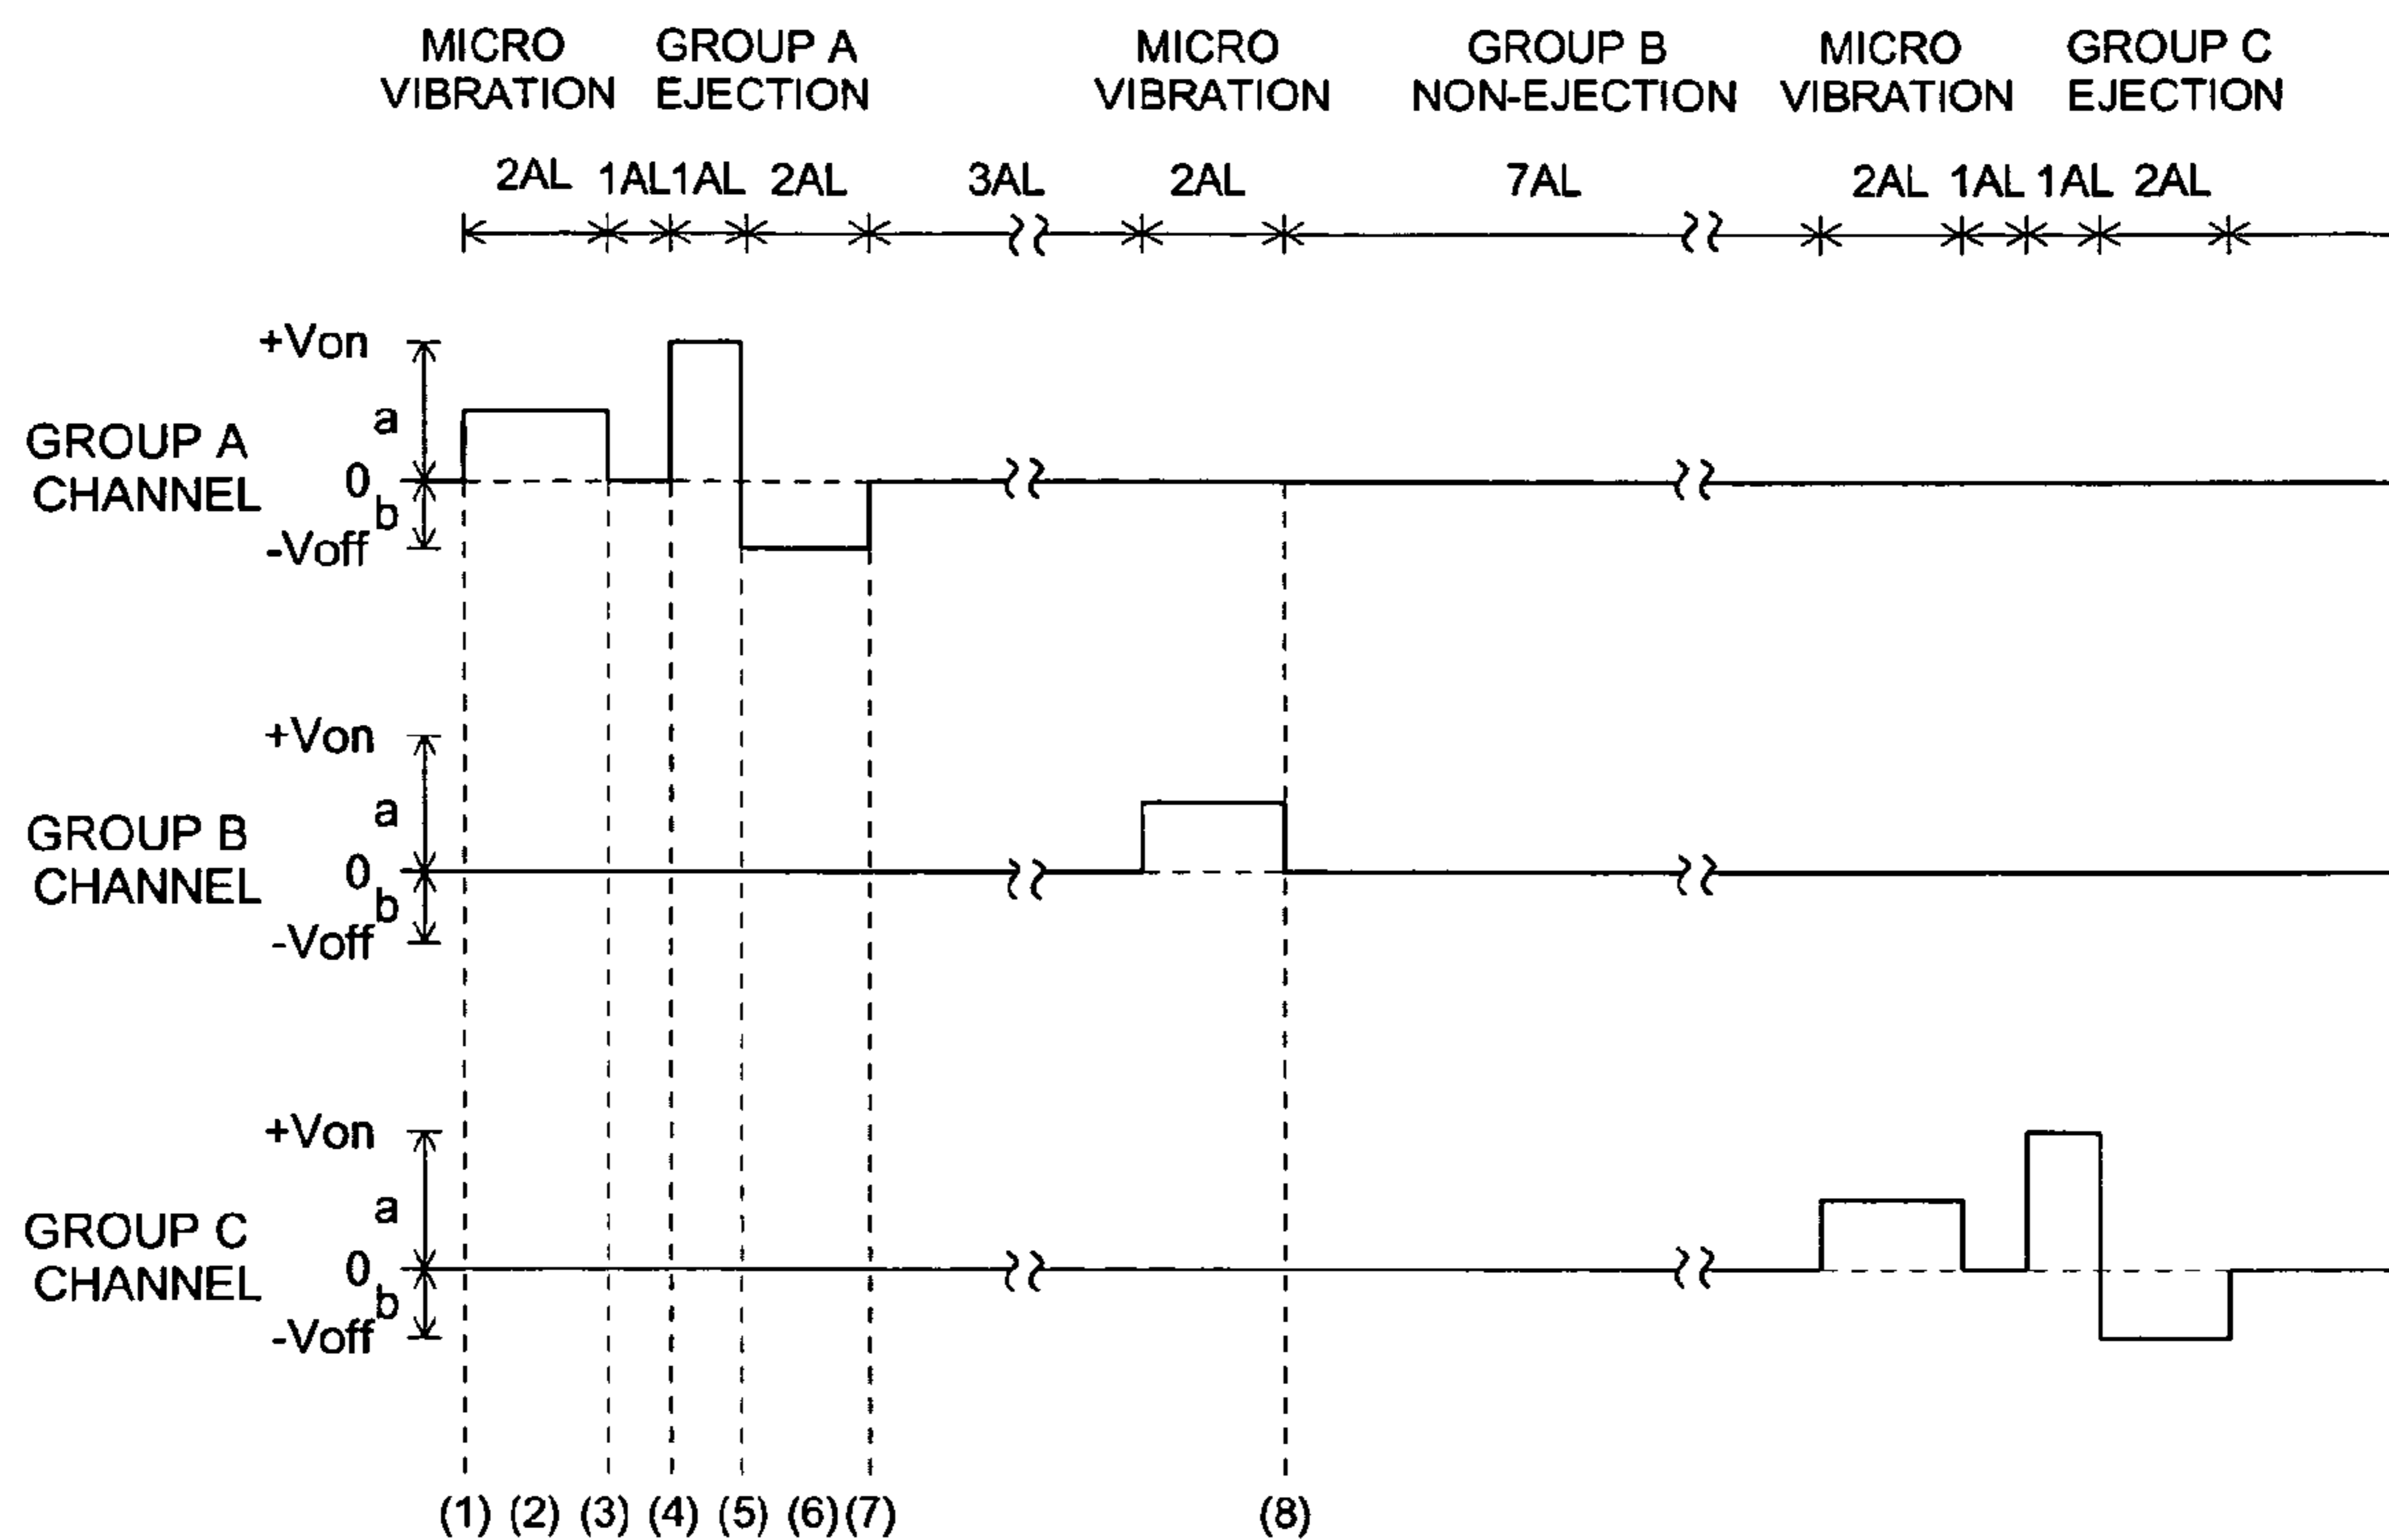 MICRO VIBRATION
GROUP A EJECTION
MICRO VIBRATION
GROUP B NON-EJECTION
MICRO VIBRATION
GROUP C EJECTION
2AL 1AL 1AL 2AL 3AL 2AL 7AL 2AL 1AL 1AL 2AL
+Von
a
GROUP A
CHANNEL
0
b
-Voff
+Von
a
GROUP B
CHANNEL
0
b
-Voff
+Von
a
GROUP C
CHANNEL
0
b
-Voff
(1) (2) (3) (4) (5) (6) (7) (8)